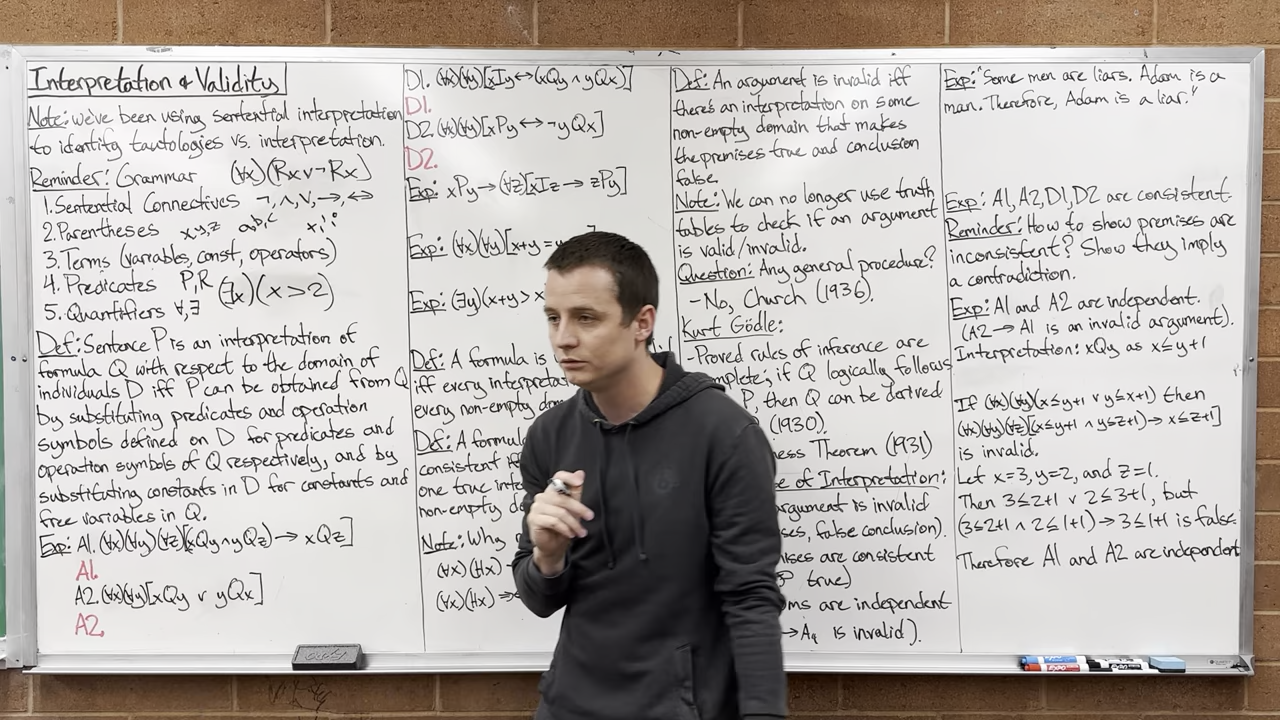 Interpretation & Validity
Note: we've been using sentential interpretation
to identify tautologies vs. interpretation.
Reminder: Grammar (∀x)(Rx∨¬Rx)
1. Sentential Connectives ¬,∧,∨,→,↔
2. Parentheses x,y,z a,b,c
3. Terms (variables, const, operators)
4. Predicates P,R (∃x)(x>2)
5. Quantifiers ∀,∃
Def: Sentence P is an interpretation of
formula Q with respect to the domain of
individuals D iff P can be obtained from Q
by substituting predicates and operation
symbols defined on D for predicates and
operation symbols of Q respectively, and by
substituting constants in D for constants and
free variables in Q.
Exp: A1. (∀x)(∀y)(∀z)[xQy∧yQz)→xQz]
A1.
A2. (∀x)(∀y)[xQy ∨ yQx]
A2.
D1. (∀x)(∀y)[xIy↔(xQy∧yQx)]
D1.
D2. (∀x)(∀y)[xPy↔¬yQx]
D2.
Exp: xPy→(∀z)[xIz→zPy]
Exp: (∀x)(∀y)[x+y=
Exp: (∃y)(x+y>x
Def: A formula is
iff every interpretat
every non-empty dom
Def: A formula
consistent iff
one true inte
non-empty do
Note: Why
(∀x)(Hx)
(∀x)(Hx)→
Def: An argument is invalid iff
there's an interpretation on some
non-empty domain that makes
the premises true and conclusion
false.
Note: We can no longer use truth
tables to check if an argument
is valid/invalid.
Question: Any general procedure?
-No, Church (1936).
Kurt Gödle:
-Proved rules of inference are
mplete; if Q logically follows
P, then Q can be derived
(1930).
ness Theorem (1931)
e of Interpretation:
argument is invalid
ses, false conclusion).
ises are consistent
true)
ms are independent
→A₉ is invalid).
Exp: "Some men are liars. Adam is a
man. Therefore, Adam is a liar."
Exp: A1, A2, D1, D2 are consistent.
Reminder: How to show premises are
inconsistent? Show they imply
a contradiction.
Exp: A1 and A2 are independent.
(A2→A1 is an invalid argument).
Interpretation: xQy as x≤y+1
If (∀x)(∀y)(x≤y+1 ∨ y≤x+1) then
(∀x)(∀y)(∀z)[(x≤y+1 ∧ y≤z+1)→x≤z+1]
is invalid.
Let x=3, y=2, and z=1.
Then 3≤2+1 ∨ 2≤3+1, but
(3≤2+1 ∧ 2≤1+1)→3≤1+1 is false.
Therefore A1 and A2 are independent